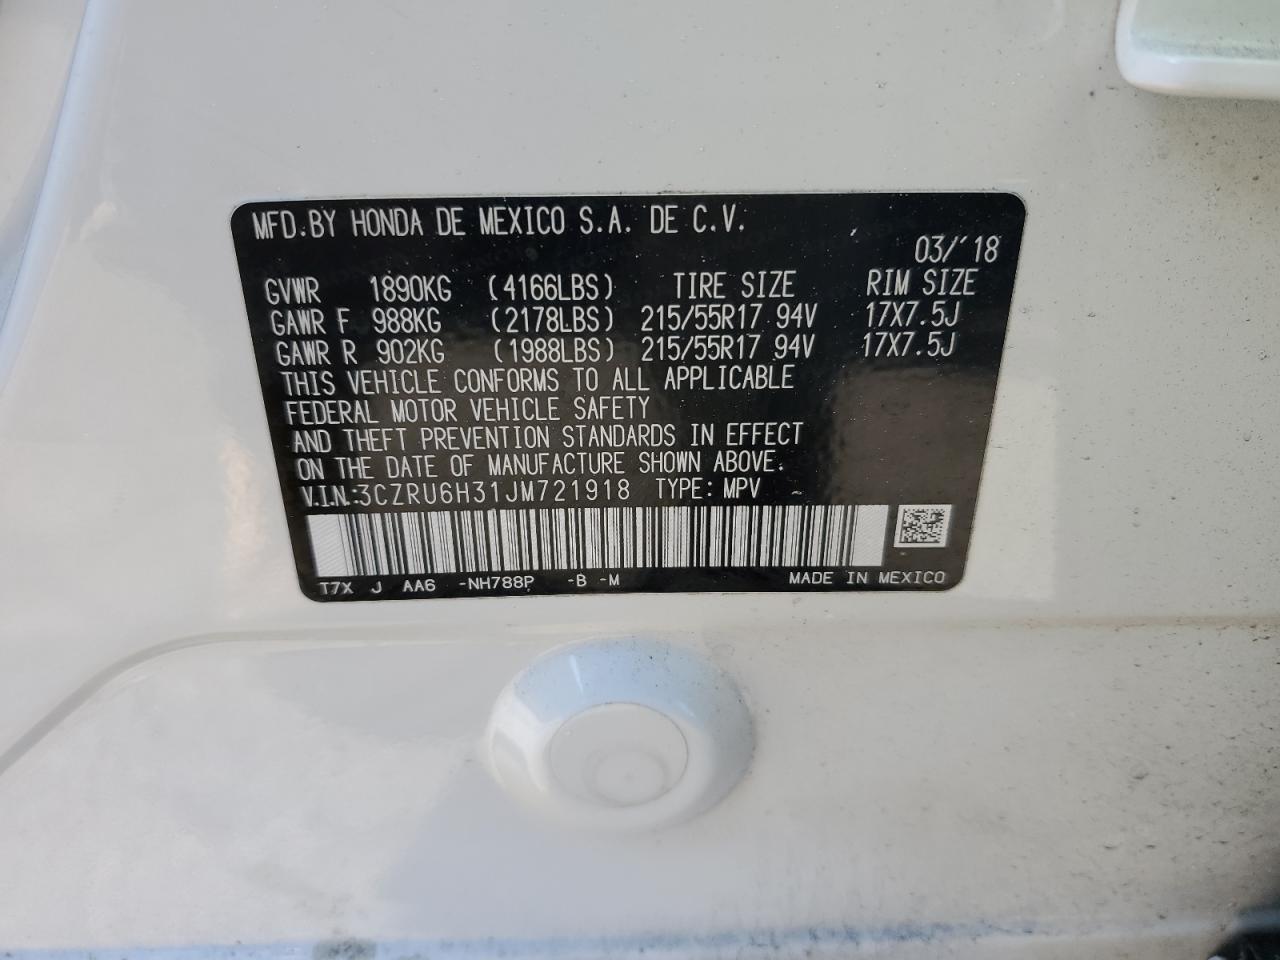 MFD.BY HONDA DE MEXICO S.A. DE C.V.
03/'18
GVWR 1890KG (4166LBS) TIRE SIZE RIM SIZE
GAWR F 988KG (2178LBS) 215/55R17 94V 17X7.5J
GAWR R 902KG (1988LBS) 215/55R17 94V 17X7.5J
THIS VEHICLE CONFORMS TO ALL APPLICABLE
FEDERAL MOTOR VEHICLE SAFETY
AND THEFT PREVENTION STANDARDS IN EFFECT
ON THE DATE OF MANUFACTURE SHOWN ABOVE.
V.I.N.:3CZRU6H31JM721918 TYPE: MPV
T7X J AA6 -NH788P -B -M MADE IN MEXICO